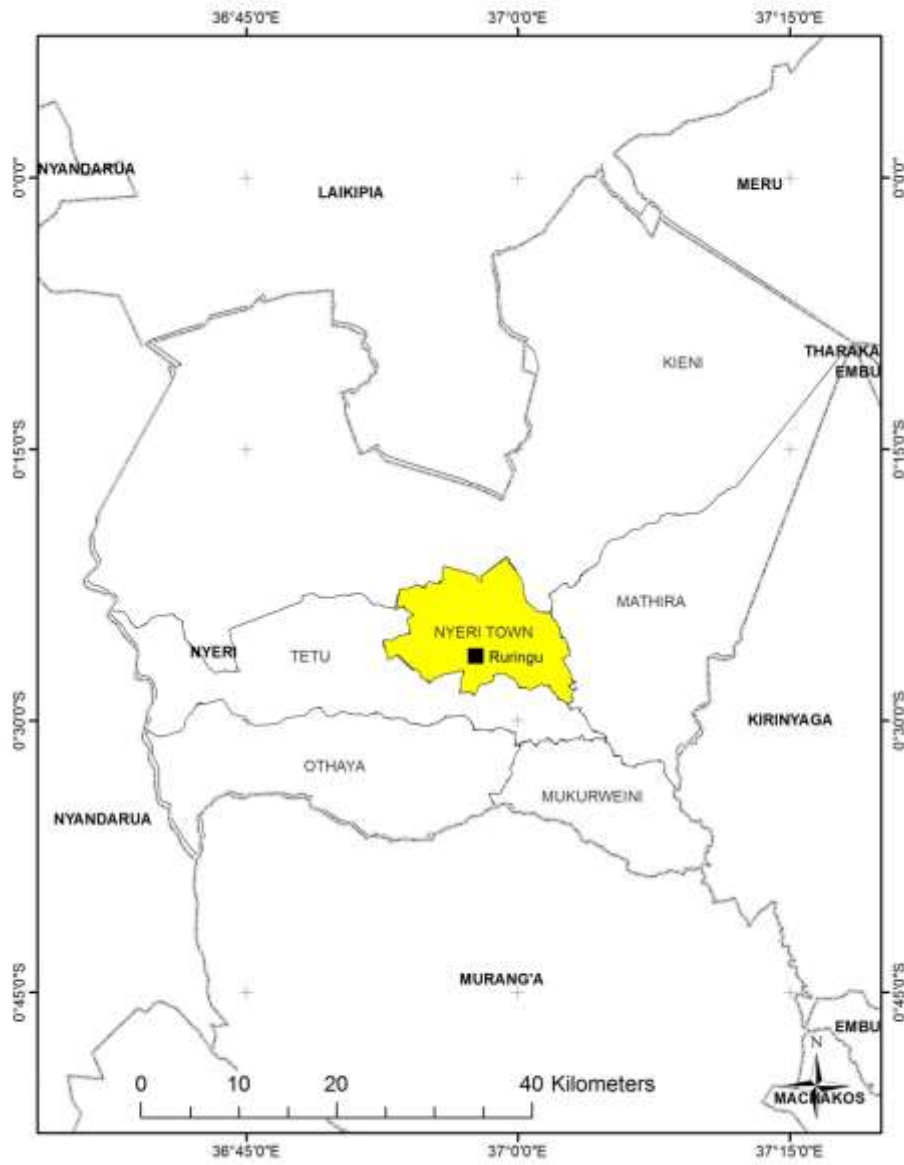 36°45'0"E 37°0'0"E 37°15'0"E
NYANDARUA
0°0'0" 0°0'0"
LAIKIPIA
MERU
THARAKA
EMBU
KIENI
0°15'0"S 0°15'0"S
MATHIRA
NYERI TOWN
Ruringu
NYERI
TETU
0°30'0"S 0°30'0"S
KIRINYAGA
OTHAYA
MUKURWEINI
NYANDARUA
MURANG'A
0°45'0"S 0°45'0"S
EMBU
N
MACHAKOS
0 10 20 40 Kilometers
36°45'0"E 37°0'0"E 37°15'0"E